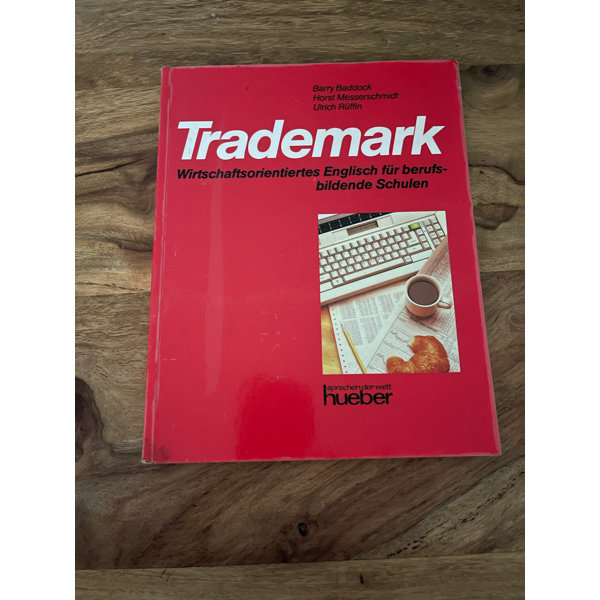 Barry Baddock
Horst Messerschmidt
Ulrich Rüffin
Trademark
Wirtschaftsorientiertes Englisch für berufs-
bildende Schulen
sprachen der welt
hueber